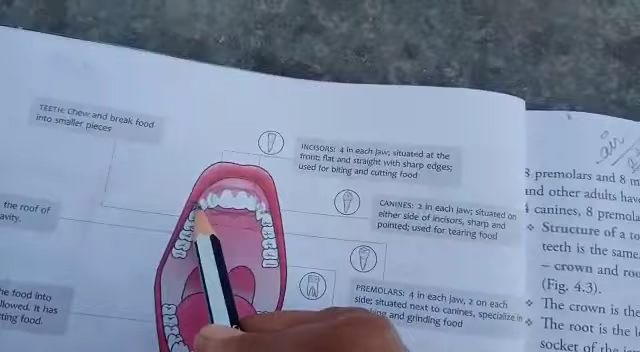 TEETH: Chew and break food
into smaller pieces
INCISORS: 4 in each jaw; situated at the
front; flat and straight with sharp edges;
used for biting and cutting food
CANINES: 2 in each jaw; situated on
either side of incisors, sharp and
pointed; used for tearing food
PREMOLARS: 4 in each jaw, 2 on each
side; situated next to canines, specialize in
and grinding food
the roof of
food into
It has
food.
air
8 premolars and 8 m
and other adults have
4 canines, 8 premol
Structure of a to
teeth is the same.
– crown and roo
(Fig. 4.3).
The crown is the
The root is the l
socket of the